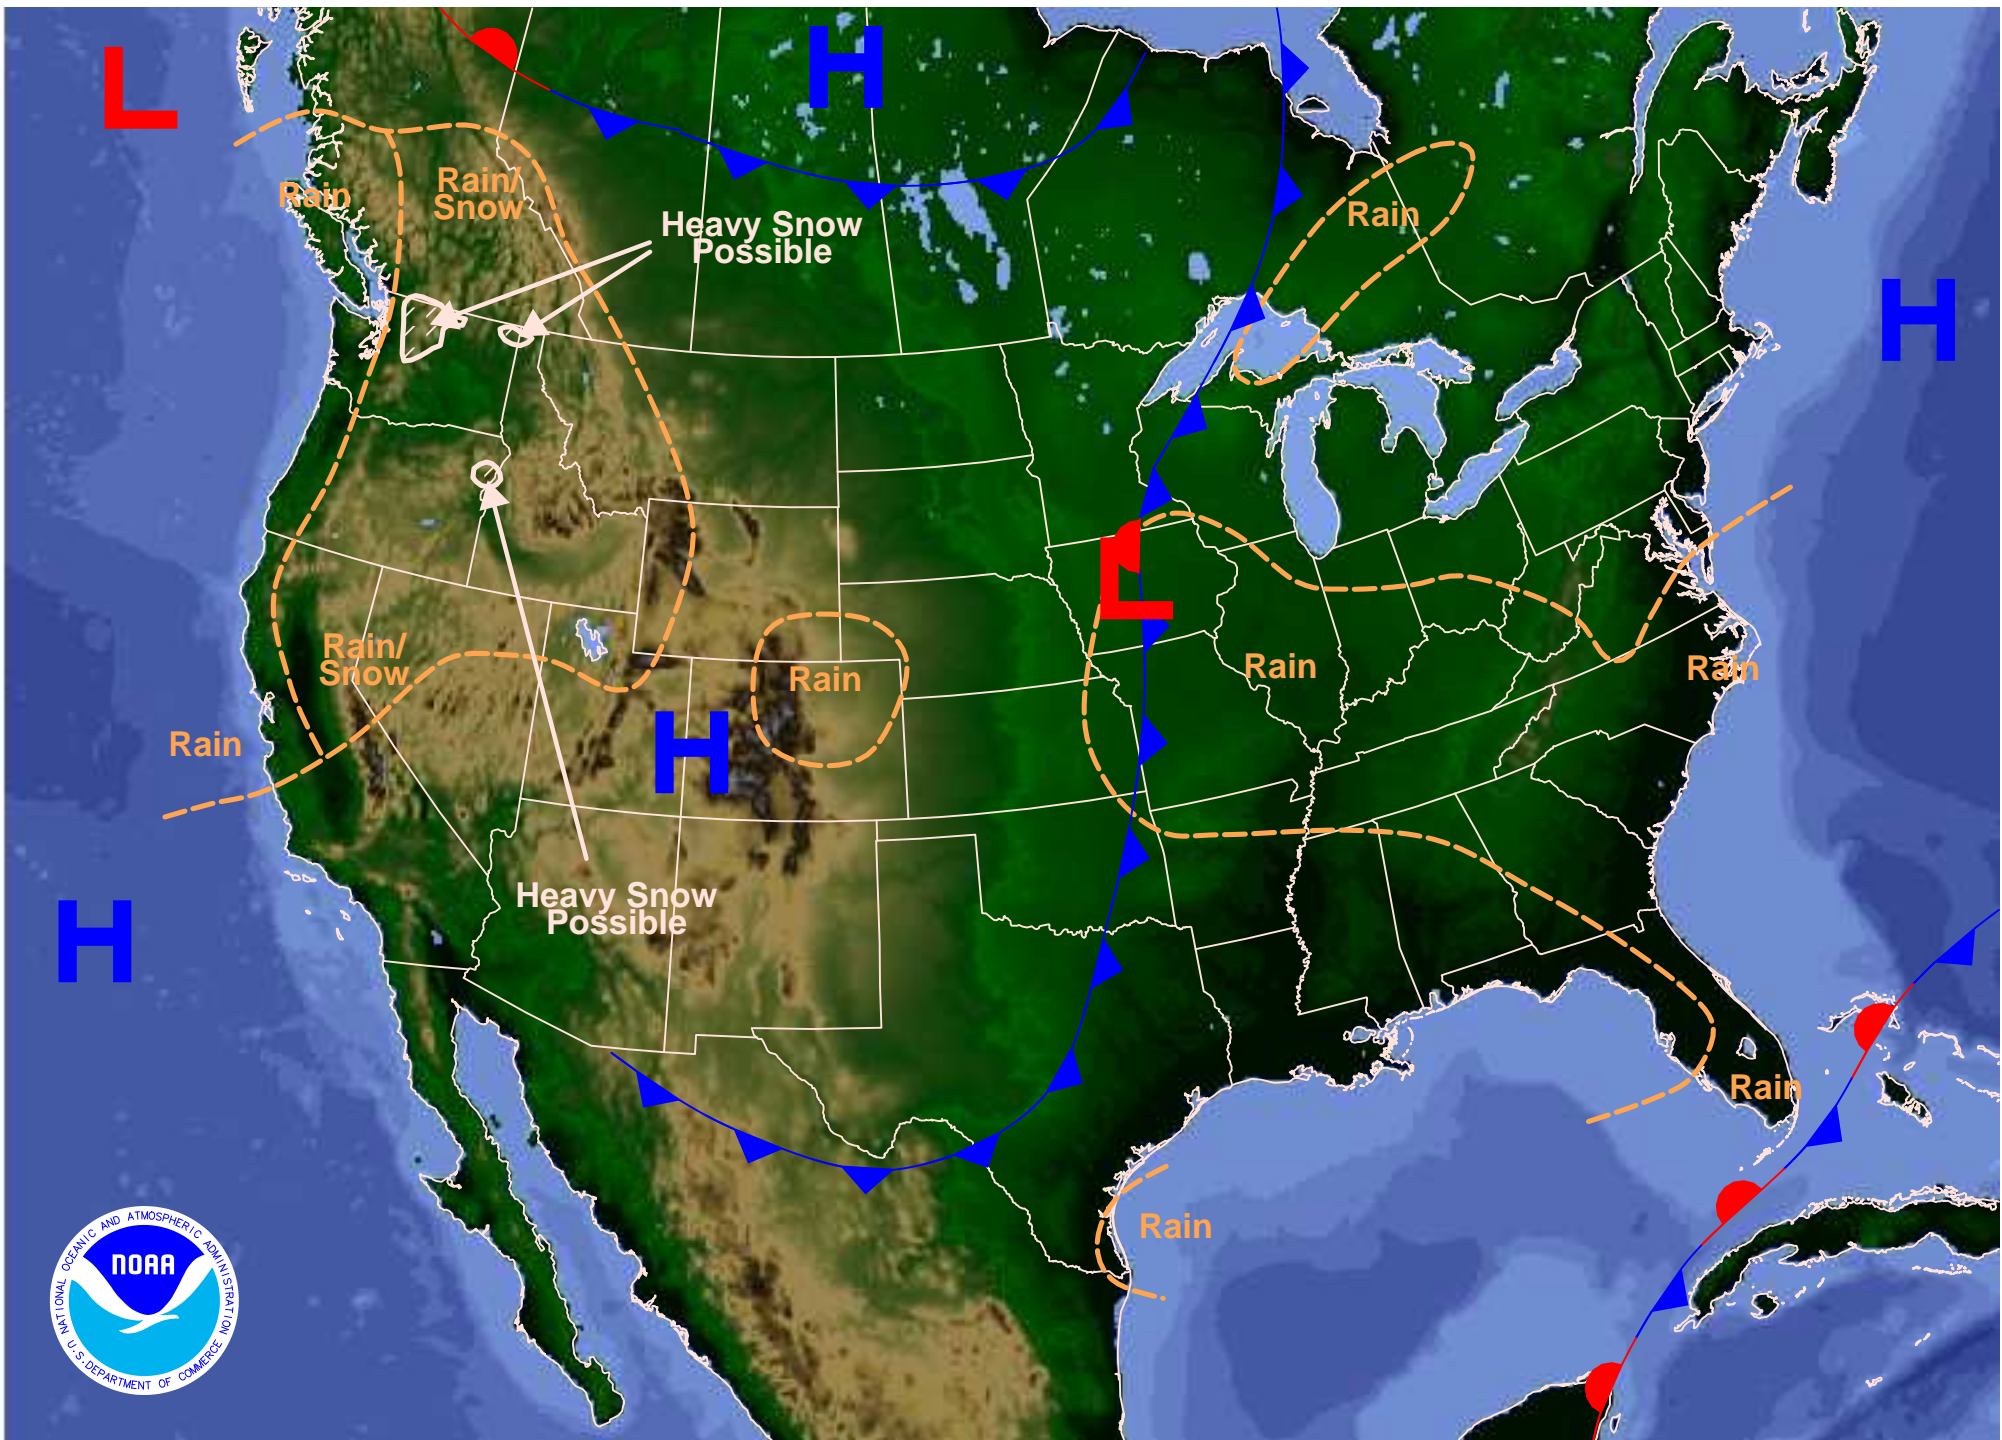 L
H
Rain
Rain/
Snow
Heavy Snow
Possible
Rain
H
L
Rain/
Snow
Rain
Rain
Rain
Rain
H
H
Heavy Snow
Possible
Rain
Rain
NATIONAL OCEANIC AND ATMOSPHERIC ADMINISTRATION
NOAA
U.S. DEPARTMENT OF COMMERCE